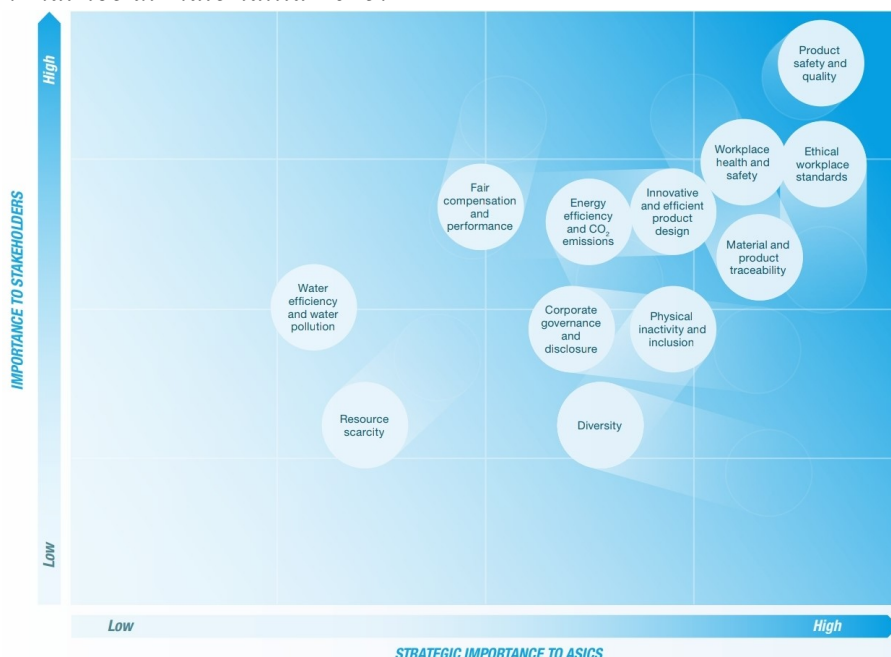 High
Product
safety and
quality
Workplace
health and
safety
Ethical
workplace
standards
Fair
compensation
and
performance
Energy
efficiency
and CO₂
emissions
Innovative
and efficient
product
design
Material and
product
traceability
IMPORTANCE TO STAKEHOLDERS
Water
efficiency
and water
pollution
Corporate
governance
and
disclosure
Physical
inactivity and
inclusion
Resource
scarcity
Diversity
Low
Low
High
STRATEGIC IMPORTANCE TO ASICS